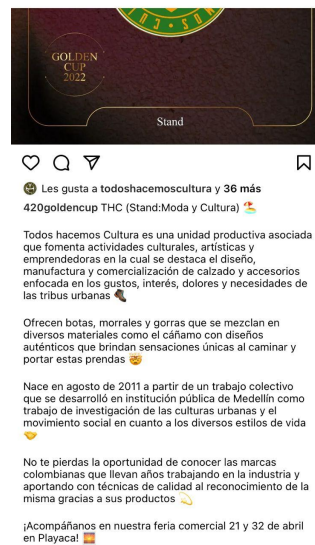 CUL
OS
GOLDEN
CUP
2022
Stand
Les gusta a todoshacemoscultura y 36 más
420goldencup THC (Stand:Moda y Cultura) 🏖️
Todos hacemos Cultura es una unidad productiva asociada
que fomenta actividades culturales, artísticas y
emprendedoras en la cual se destaca el diseño,
manufactura y comercialización de calzado y accesorios
enfocada en los gustos, interés, dolores y necesidades de
las tribus urbanas 🥾
Ofrecen botas, morrales y gorras que se mezclan en
diversos materiales como el cáñamo con diseños
auténticos que brindan sensaciones únicas al caminar y
portar estas prendas 🤯
Nace en agosto de 2011 a partir de un trabajo colectivo
que se desarrolló en institución pública de Medellín como
trabajo de investigación de las culturas urbanas y el
movimiento social en cuanto a los diversos estilos de vida
🤝
No te pierdas la oportunidad de conocer las marcas
colombianas que llevan años trabajando en la industria y
aportando con técnicas de calidad al reconocimiento de la
misma gracias a sus productos 💫
¡Acompáñanos en nuestra feria comercial 21 y 32 de abril
en Playaca! 🌅